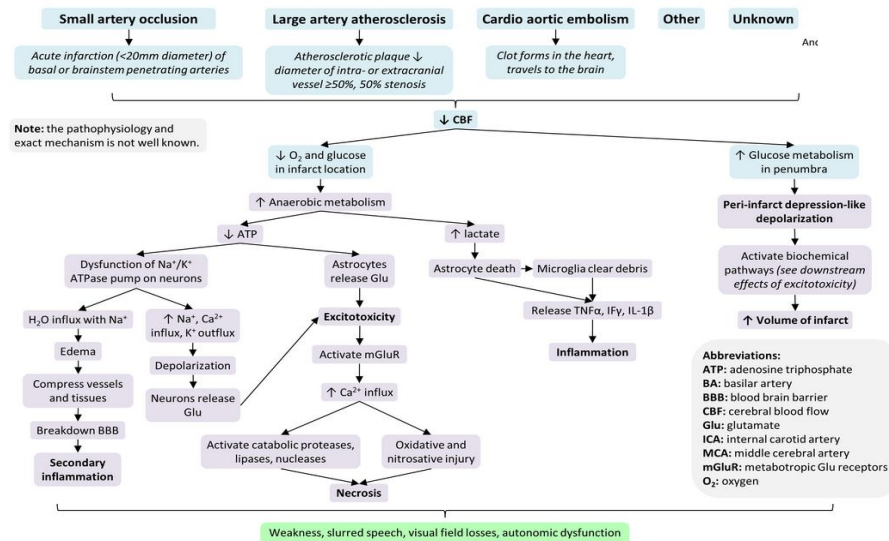 Small artery occlusion
Large artery atherosclerosis
Cardio aortic embolism
Other
Unknown
Acute infarction (<20mm diameter) of
basal or brainstem penetrating arteries
Atherosclerotic plaque ↓
diameter of intra- or extracranial
vessel ≥50%, 50% stenosis
Clot forms in the heart,
travels to the brain
↓ CBF
Note: the pathophysiology and
exact mechanism is not well known.
↓ O₂ and glucose
in infarct location
↑ Glucose metabolism
in penumbra
↑ Anaerobic metabolism
Peri-infarct depression-like
depolarization
↓ ATP
↑ lactate
Dysfunction of Na⁺/K⁺
ATPase pump on neurons
Astrocytes
release Glu
Astrocyte death
Microglia clear debris
Activate biochemical
pathways (see downstream
effects of excitotoxicity)
H₂O influx with Na⁺
↑ Na⁺, Ca²⁺
influx, K⁺ outflux
Excitotoxicity
Release TNFα, IFγ, IL-1β
↑ Volume of infarct
Edema
Depolarization
Activate mGluR
Inflammation
Compress vessels
and tissues
Neurons release
Glu
↑ Ca²⁺ influx
Breakdown BBB
Activate catabolic proteases,
lipases, nucleases
Oxidative and
nitrosative injury
Secondary
inflammation
Necrosis
Abbreviations:
ATP: adenosine triphosphate
BA: basilar artery
BBB: blood brain barrier
CBF: cerebral blood flow
Glu: glutamate
ICA: internal carotid artery
MCA: middle cerebral artery
mGluR: metabotropic Glu receptors
O₂: oxygen
Weakness, slurred speech, visual field losses, autonomic dysfunction